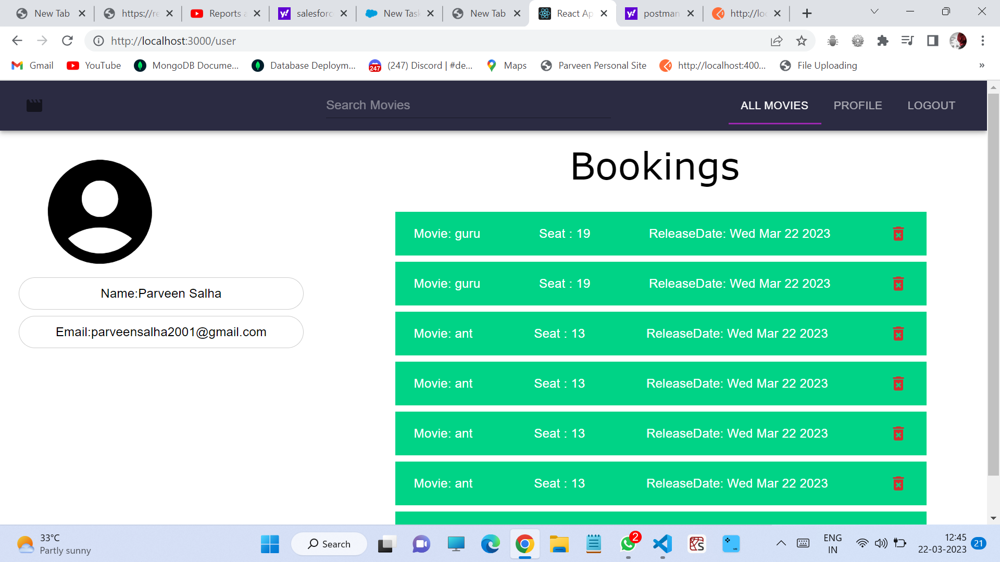 New Tab
https://re
Reports a
salesforc
New Task
New Tab
React Ap
postman
http://loc
http://localhost:3000/user
Gmail
YouTube
MongoDB Docume...
Database Deploym...
247
(247) Discord | #de...
Maps
Parveen Personal Site
http://localhost:400...
File Uploading
»
Search Movies
ALL MOVIES
PROFILE
LOGOUT
Bookings
Name:Parveen Salha
Email:parveensalha2001@gmail.com
Movie: guru Seat : 19 ReleaseDate: Wed Mar 22 2023
Movie: guru Seat : 19 ReleaseDate: Wed Mar 22 2023
Movie: ant Seat : 13 ReleaseDate: Wed Mar 22 2023
Movie: ant Seat : 13 ReleaseDate: Wed Mar 22 2023
Movie: ant Seat : 13 ReleaseDate: Wed Mar 22 2023
Movie: ant Seat : 13 ReleaseDate: Wed Mar 22 2023
33°C
Partly sunny
Search
2
ENG
IN
12:45
22-03-2023
21